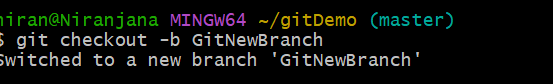 niran@Niranjana MINGW64 ~/gitDemo (master)
$ git checkout -b GitNewBranch
Switched to a new branch 'GitNewBranch'